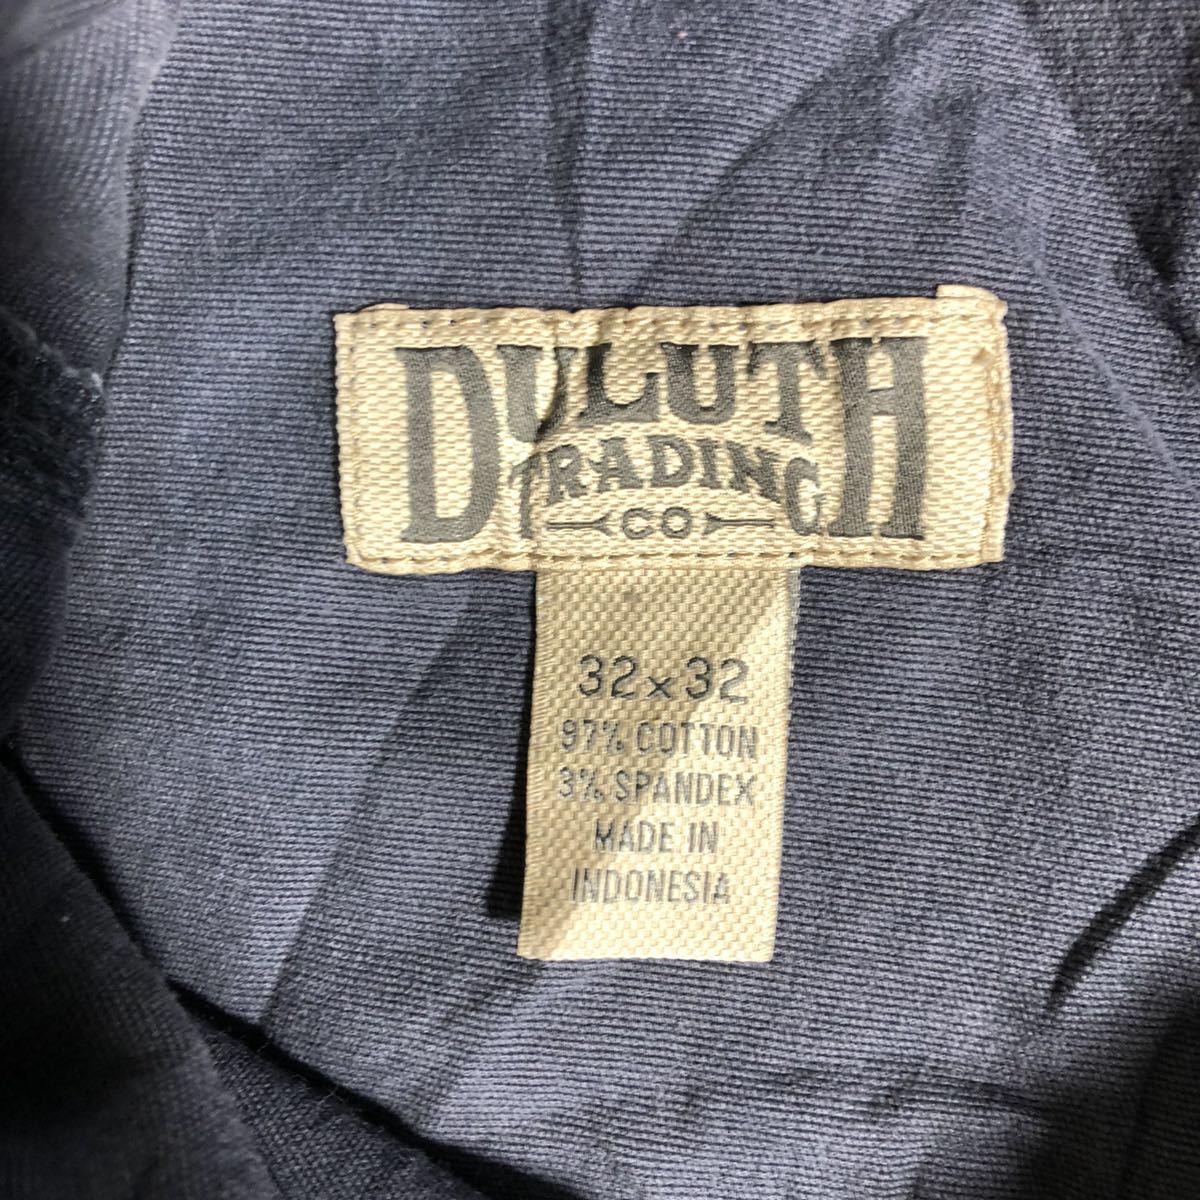 DULUTH
TRADING
CO
32×32
97% COTTON
3% SPANDEX
MADE IN
INDONESIA